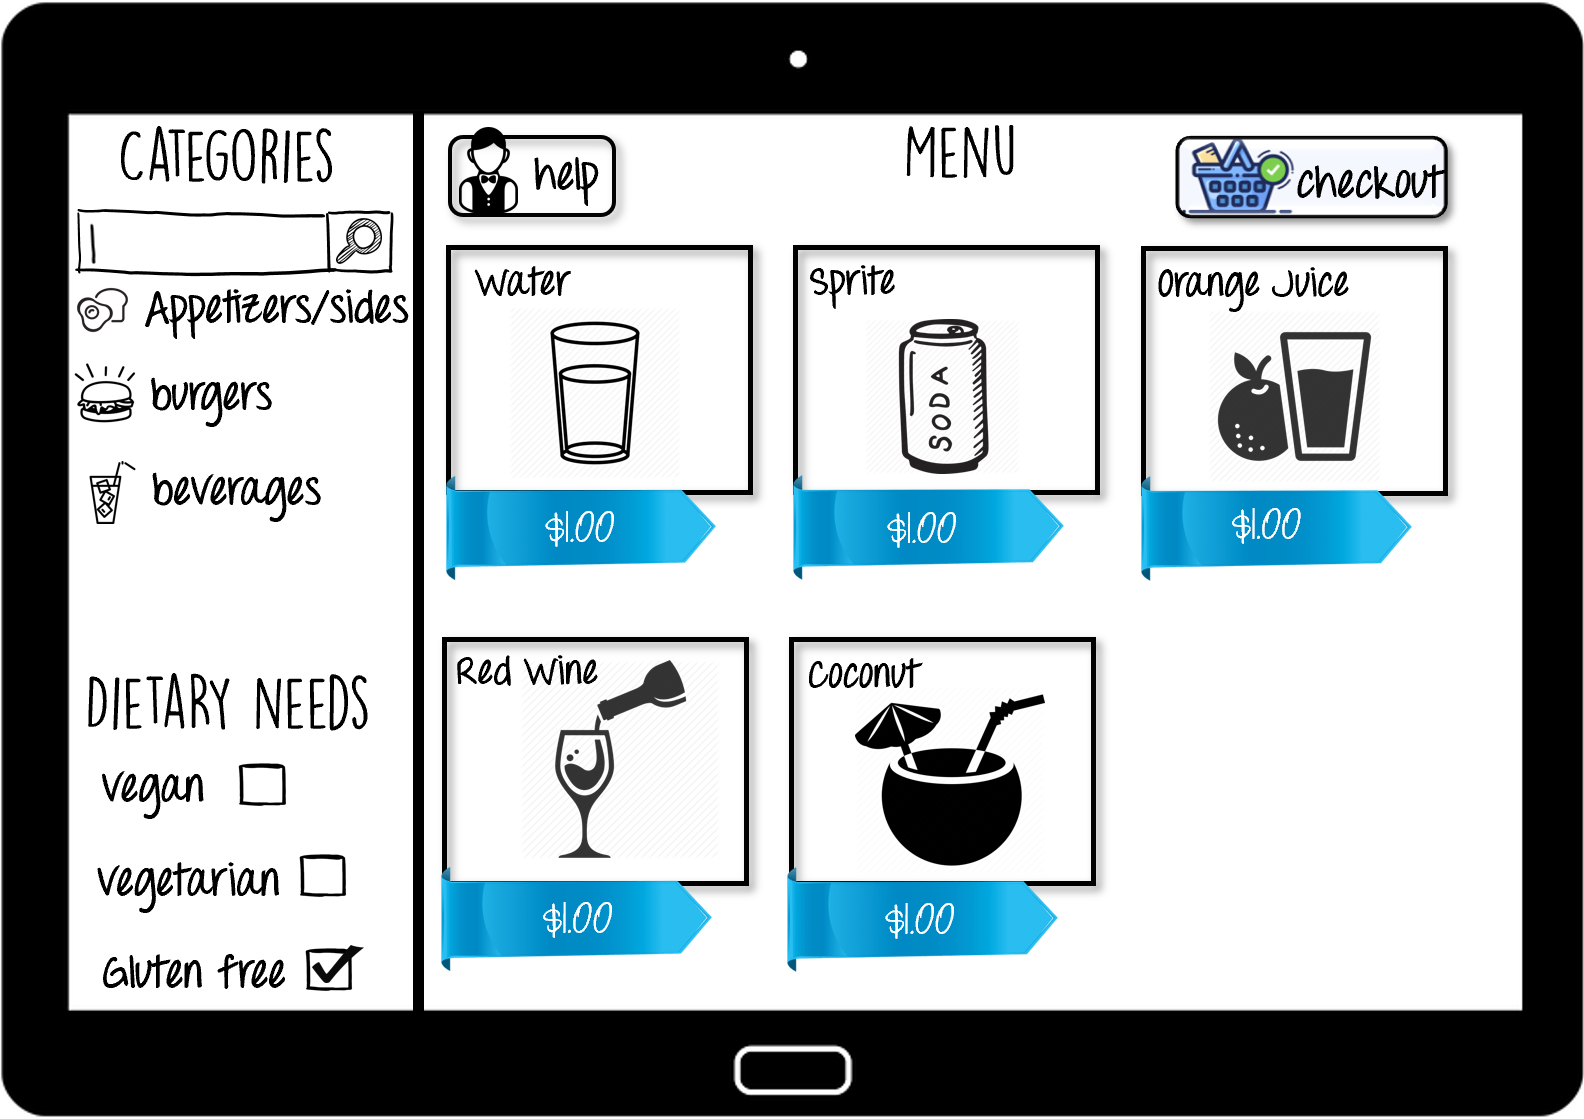 CATEGORIES
Appetizers/sides
burgers
beverages
DIETARY NEEDS
vegan
vegetarian
Gluten free
help
MENU
checkout
Water
$1.00
Sprite
SODA
$1.00
Orange Juice
$1.00
Red Wine
$1.00
Coconut
$1.00